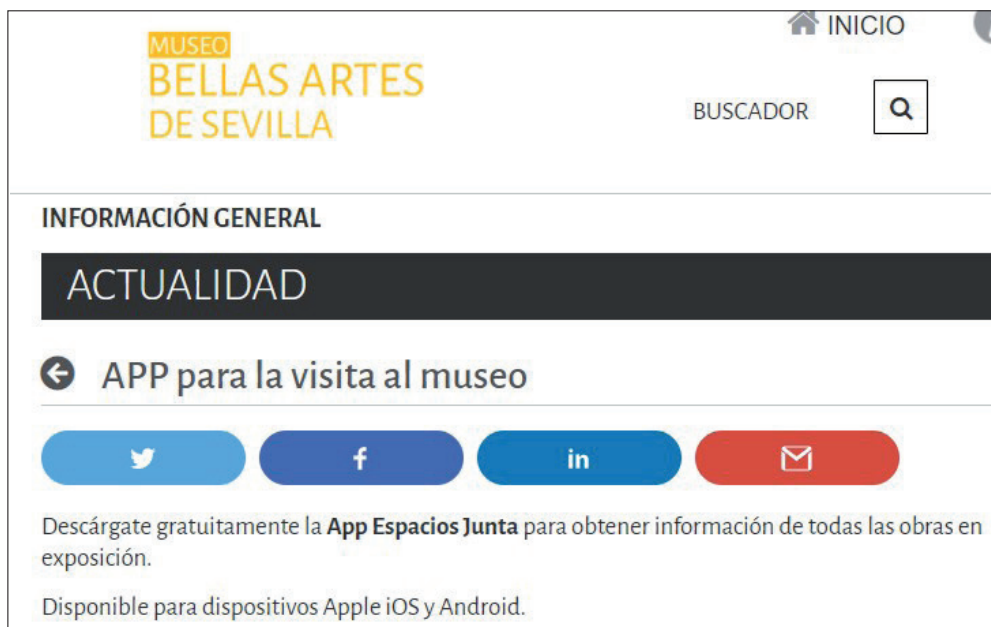 INICIO
MUSEO
BELLAS ARTES
DE SEVILLA
BUSCADOR
INFORMACIÓN GENERAL
ACTUALIDAD
APP para la visita al museo
f
in
Descárgate gratuitamente la App Espacios Junta para obtener información de todas las obras en
exposición.
Disponible para dispositivos Apple iOS y Android.